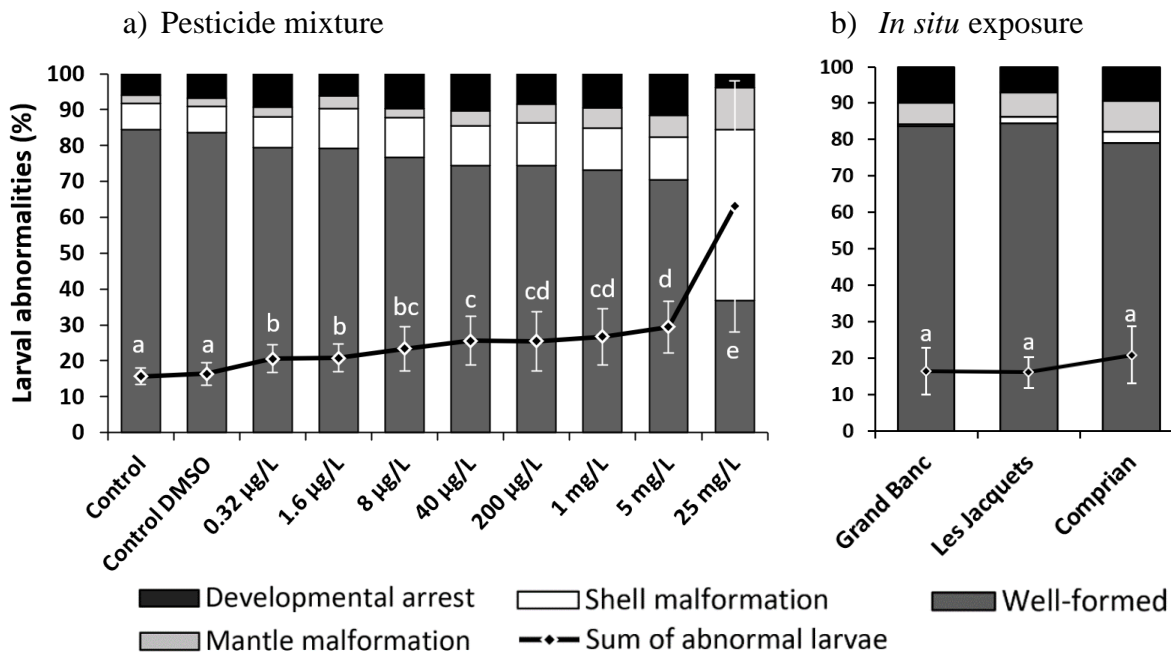 a) Pesticide mixture
Larval abnormalities (%)
100
90
80
70
60
50
40
30
20
10
0
a
a
b
b
bc
c
cd
cd
d
e
Control
Control DMSO
0.32 µg/L
1.6 µg/L
8 µg/L
40 µg/L
200 µg/L
1 mg/L
5 mg/L
25 mg/L
b) In situ exposure
100
90
80
70
60
50
40
30
20
10
0
a
a
a
Grand Banc
Les Jacquets
Comprian
Developmental arrest
Shell malformation
Well-formed
Mantle malformation
Sum of abnormal larvae